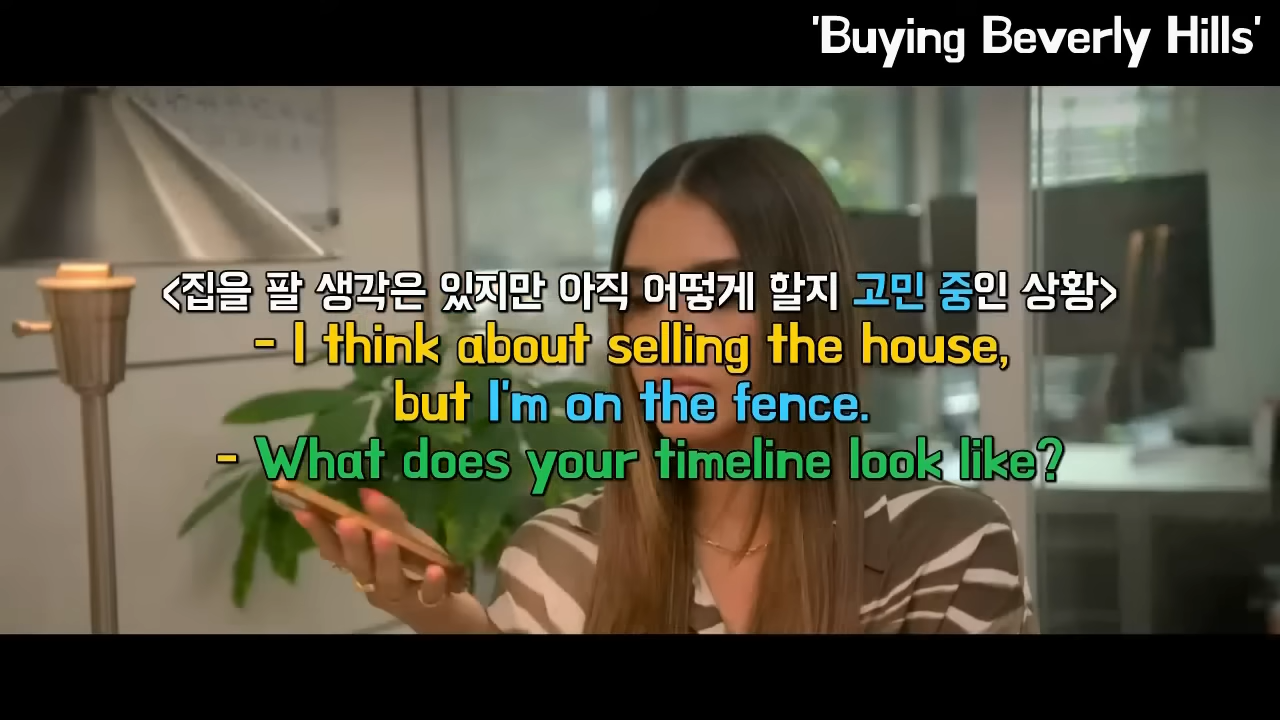 'Buying Beverly Hills'
<집을 팔 생각은 있지만 아직 어떻게 할지 고민 중인 상황>
- I think about selling the house,
but I'm on the fence.
- What does your timeline look like?